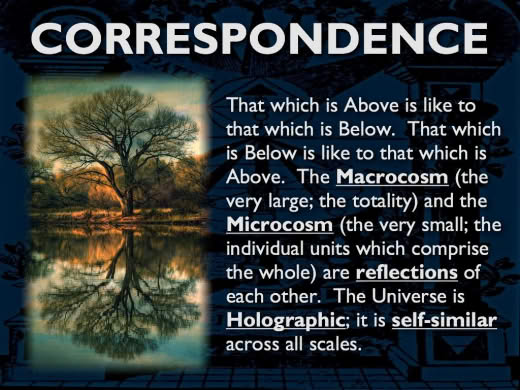 CORRESPONDENCE
That which is Above is like to
that which is Below.  That which
is Below is like to that which is
Above.  The Macrocosm (the
very large; the totality) and the
Microcosm (the very small; the
individual units which comprise
the whole) are reflections of
each other.  The Universe is
Holographic; it is self-similar
across all scales.